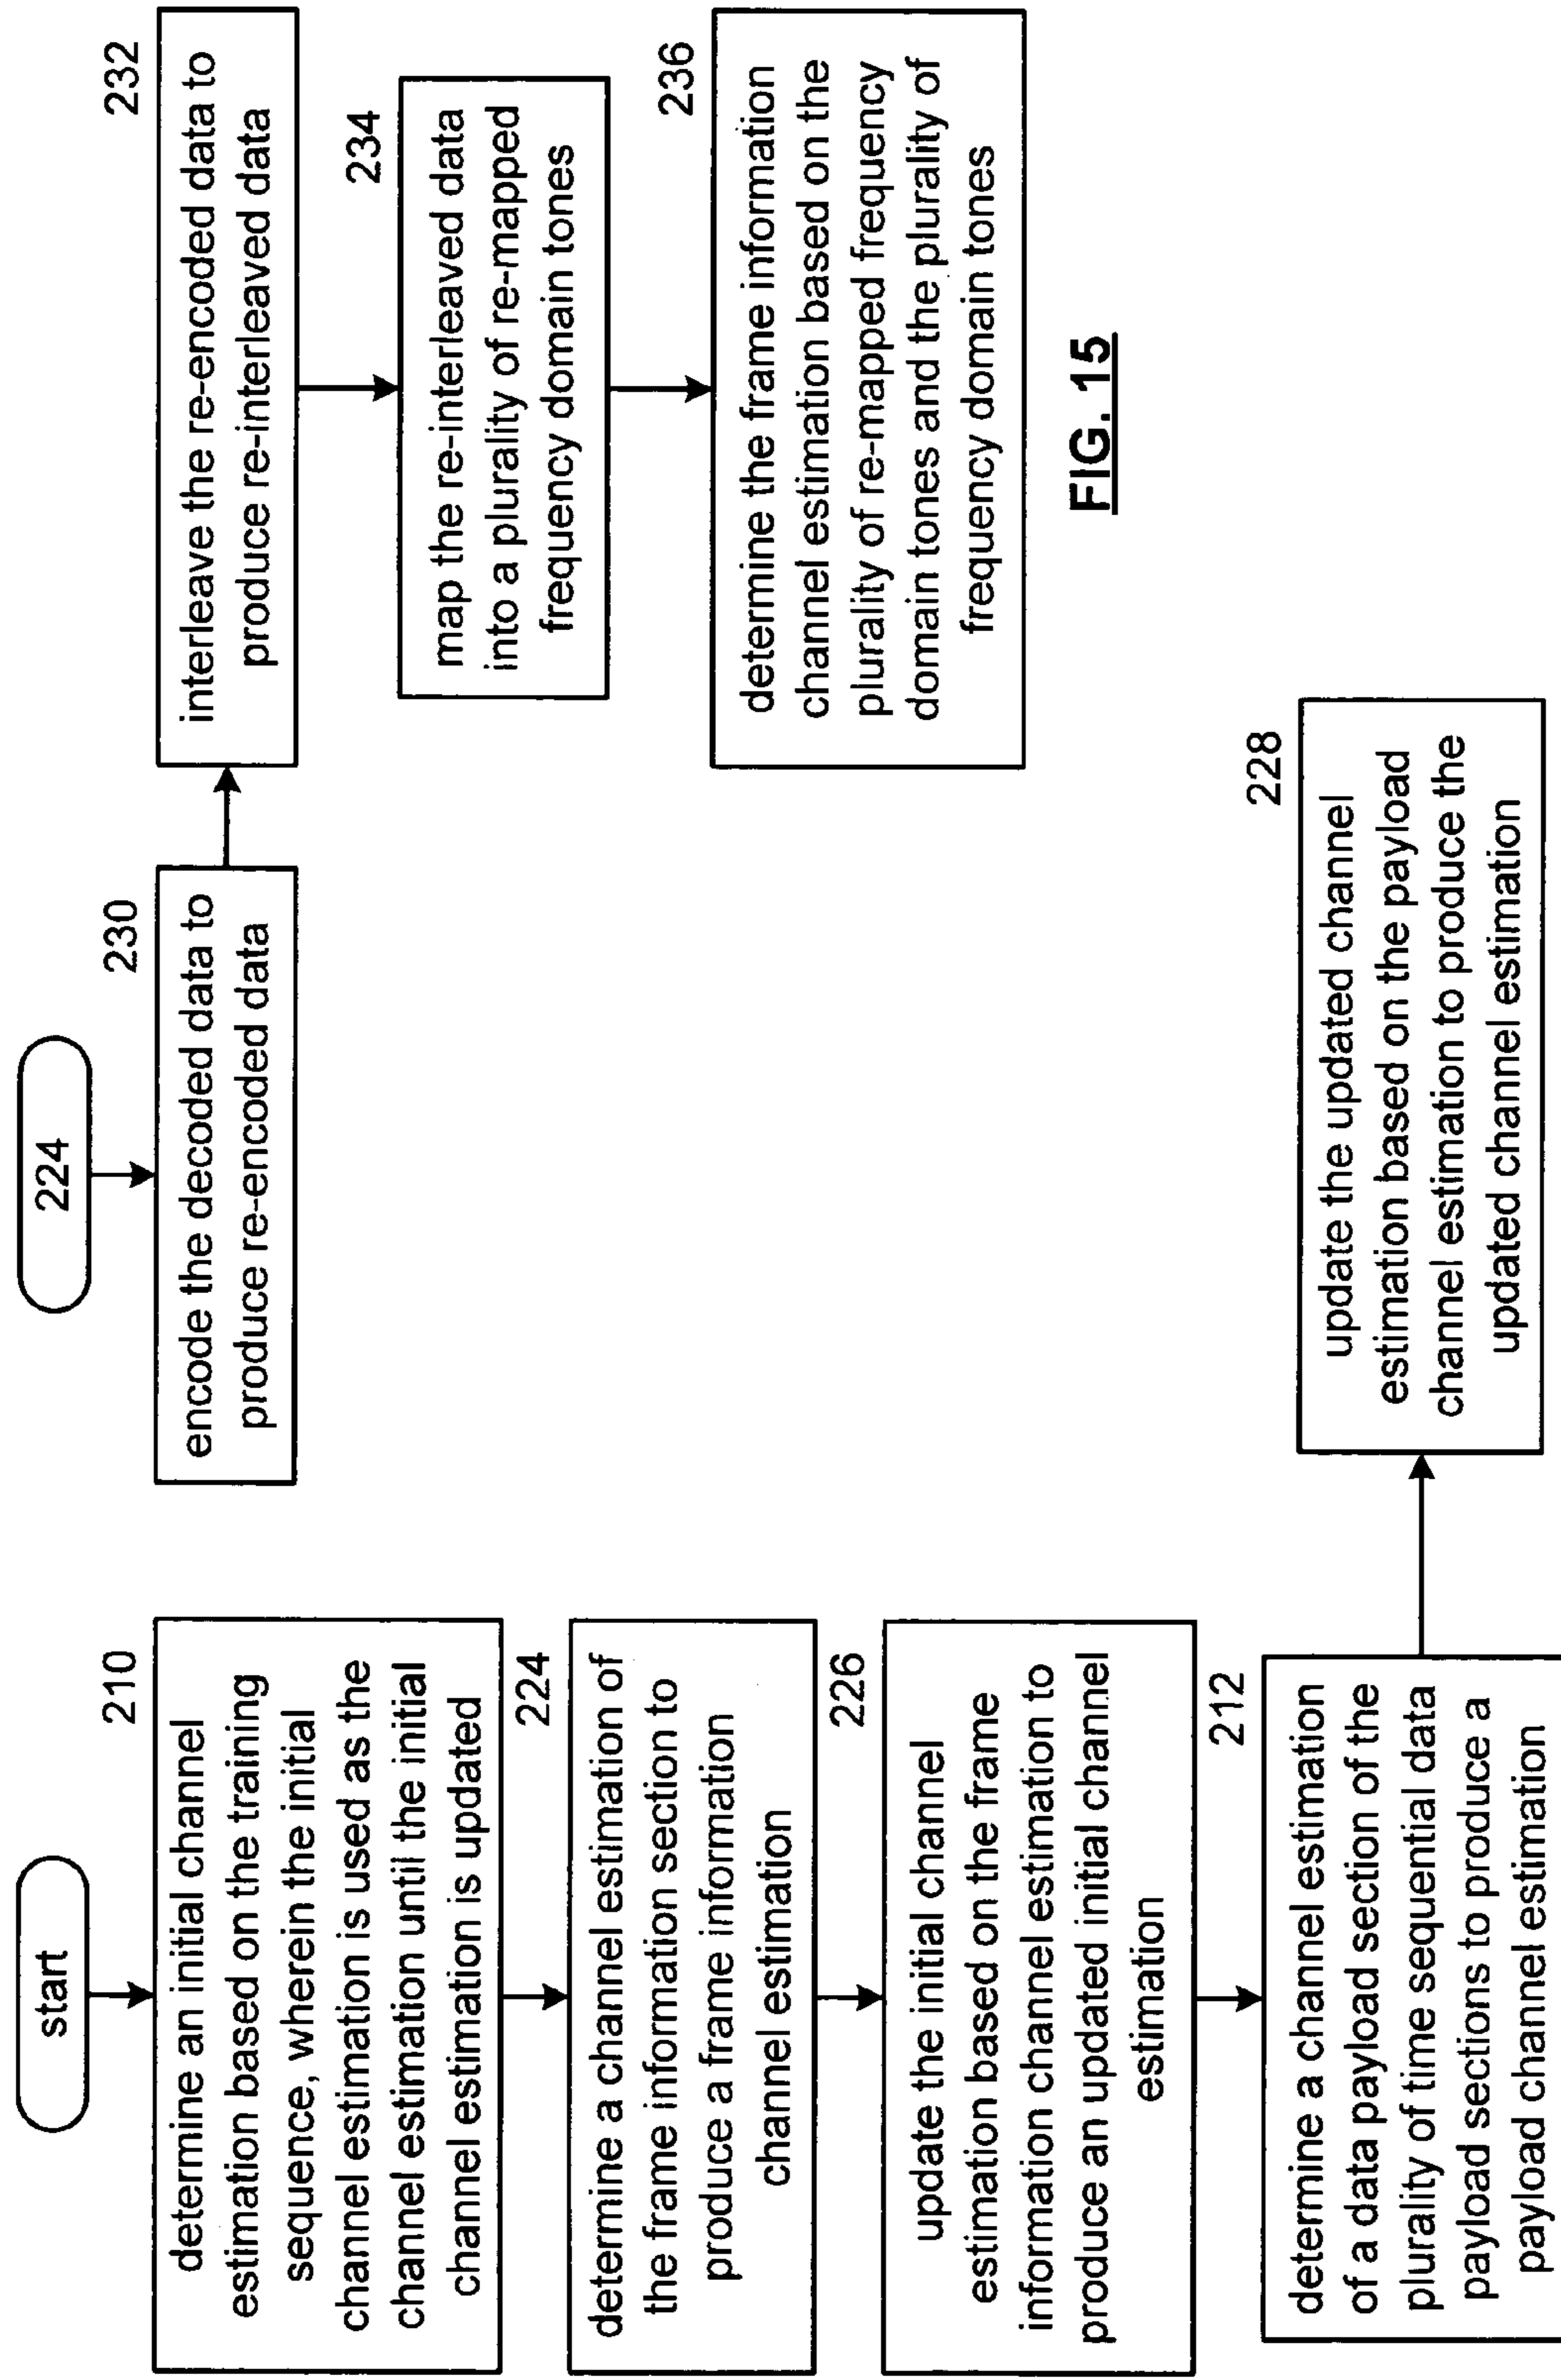 start
210
determine an initial channel
estimation based on the training
sequence, wherein the initial
channel estimation is used as the
channel estimation until the initial
channel estimation is updated
224
determine a channel estimation of
the frame information section to
produce a frame information
channel estimation
226
update the initial channel
estimation based on the frame
information channel estimation to
produce an updated initial channel
estimation
212
determine a channel estimation
of a data payload section of the
plurality of time sequential data
payload sections to produce a
payload channel estimation
228
update the updated channel
estimation based on the payload
channel estimation to produce the
updated channel estimation
224
230
encode the decoded data to
produce re-encoded data
232
interleave the re-encoded data to
produce re-interleaved data
234
map the re-interleaved data
into a plurality of re-mapped
frequency domain tones
236
determine the frame information
channel estimation based on the
plurality of re-mapped frequency
domain tones and the plurality of
frequency domain tones
FIG. 15